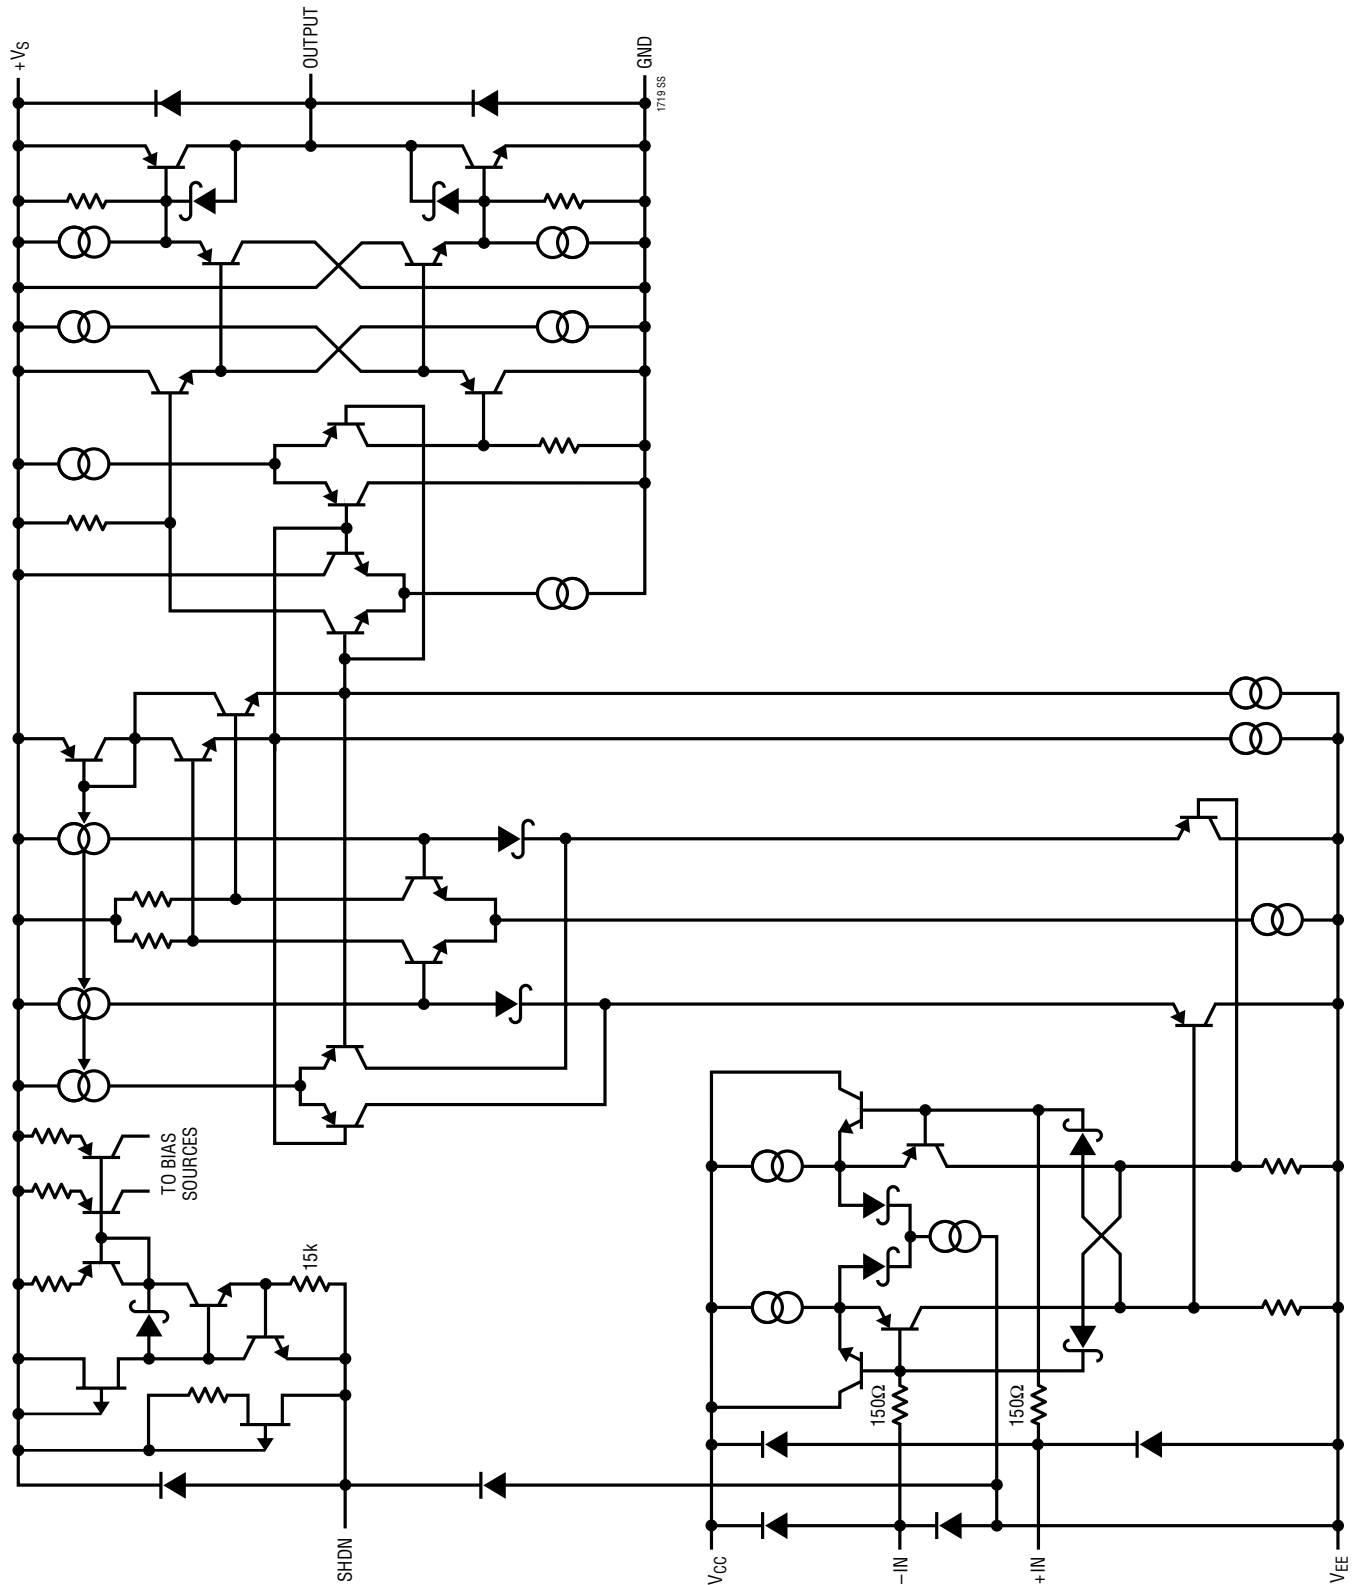 +VS
OUTPUT
GND
1719 SS
TO BIAS
SOURCES
15k
150Ω
150Ω
SHDN
VCC
–IN
+IN
VEE